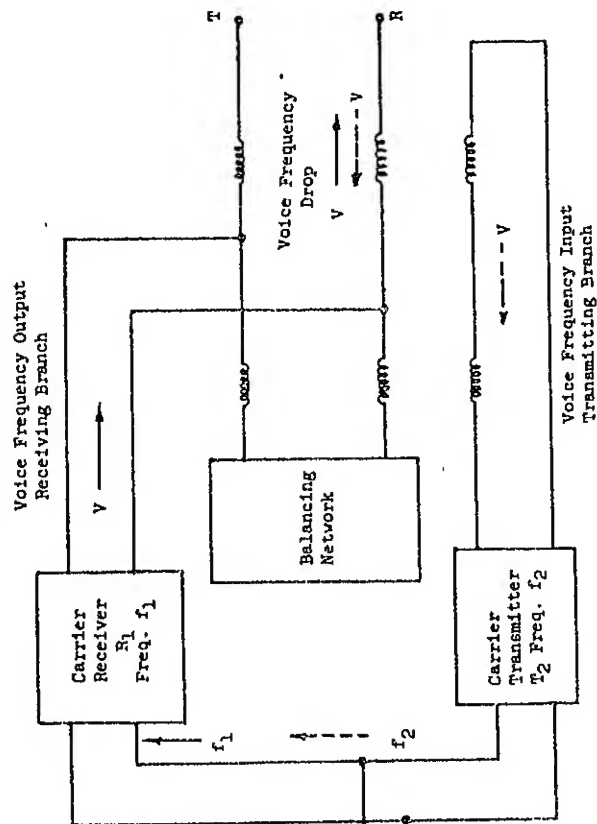 Voice Frequency Output
Receiving Branch
V
T
Voice Frequency
Drop
V
V
R
Carrier
Receiver
R1
Freq. f1
Balancing
Network
f1
f2
V
Carrier
Transmitter
T2 Freq. f2
Voice Frequency Input
Transmitting Branch